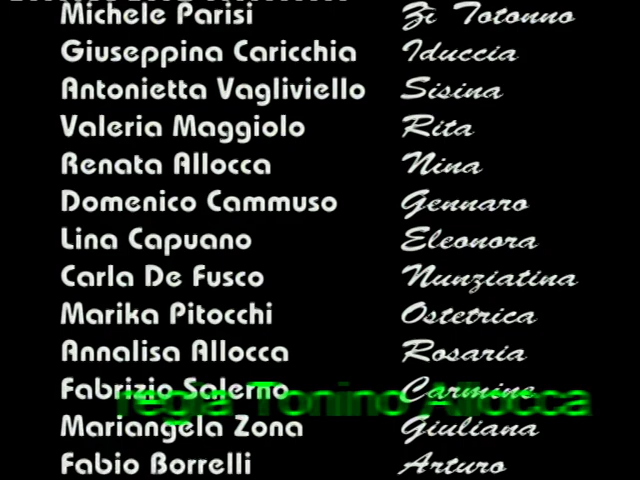 Michele Parisi Zi Totonno
Giuseppina Caricchia Iduccia
Antonietta Vagliviello Sisina
Valeria Maggiolo Rita
Renata Allocca Nina
Domenico Cammuso Gennaro
Lina Capuano Eleonora
Carla De Fusco Nunziatina
Marika Pitocchi Ostetrica
Annalisa Allocca Rosaria
Fabrizio Salerno Carmine
regia Tonino Allocca
Mariangela Zona Giuliana
Fabio Borrelli Arturo